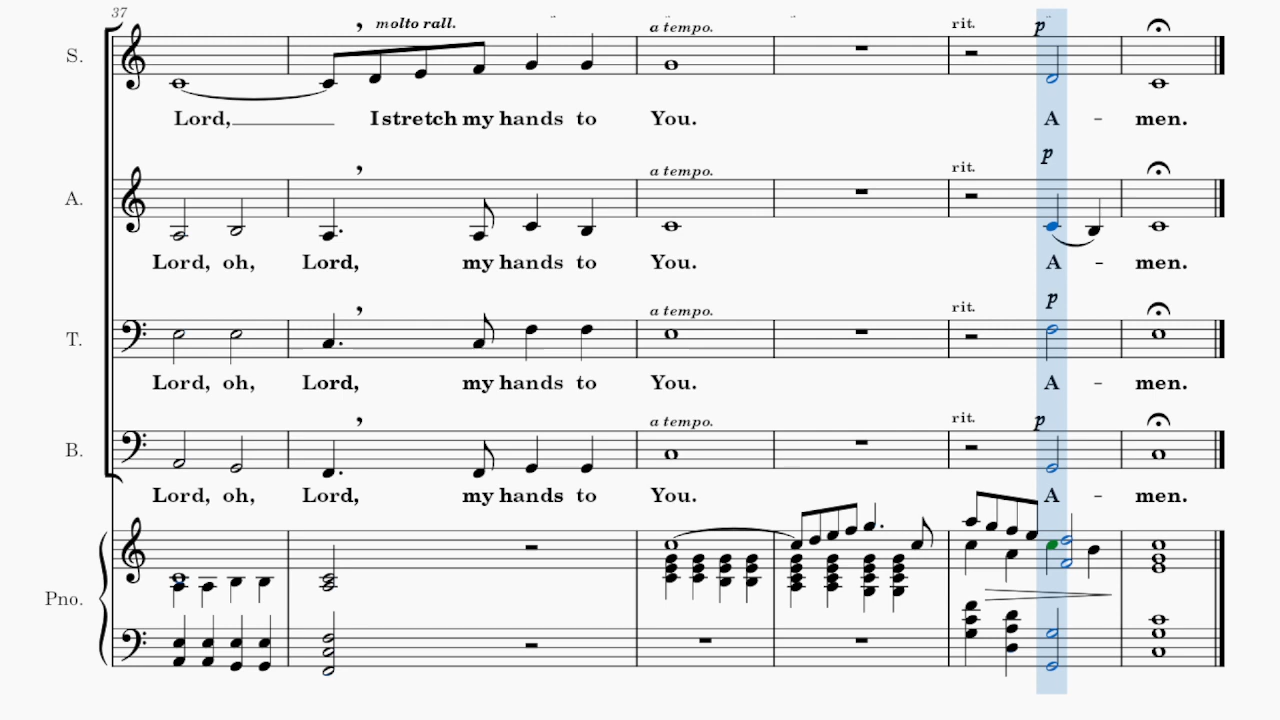 37
molto rall. a tempo. rit. p
S.
Lord, I stretch my hands to You. A - men.
p
a tempo. rit.
A.
Lord, oh, Lord, my hands to You. A - men.
p
a tempo. rit.
T.
Lord, oh, Lord, my hands to You. A - men.
a tempo. rit. p
B.
Lord, oh, Lord, my hands to You. A - men.
Pno.